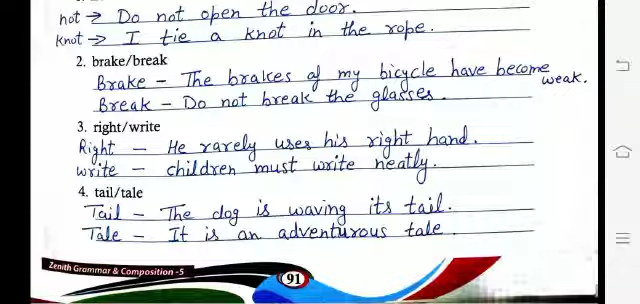 not → Do not open the door.
Knot → I tie a knot in the rope.
2. brake/break
Brake - The brakes of my bicycle have become weak.
Break - Do not break the glasses.
3. right/write
Right - He rarely uses his right hand.
write - children must write neatly.
4. tail/tale
Tail - The dog is waving its tail.
Tale - It is an adventurous tale.
Zenith Grammar & Composition -5
91